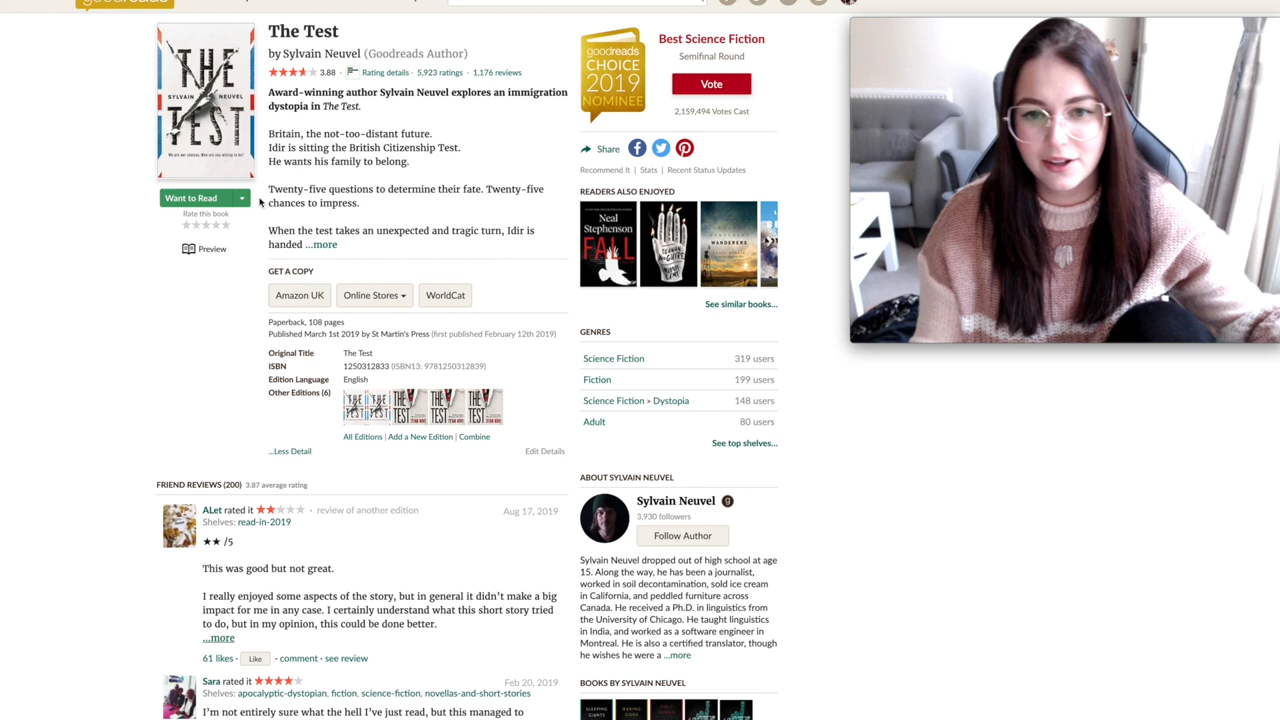 goodreads
The Test
by Sylvain Neuvel (Goodreads Author)
3.88 · Rating details · 5,923 ratings · 1,176 reviews
Award-winning author Sylvain Neuvel explores an immigration
dystopia in The Test.
Britain, the not-too-distant future.
Idir is sitting the British Citizenship Test.
He wants his family to belong.
Twenty-five questions to determine their fate. Twenty-five
chances to impress.
When the test takes an unexpected and tragic turn, Idir is
handed ...more
THE
SYLVAIN NEUVEL
TEST
Want to Read
Rate this book
Preview
GET A COPY
Amazon UK
Online Stores
WorldCat
Paperback, 108 pages
Published March 1st 2019 by St Martin's Press (first published February 12th 2019)
Original Title The Test
ISBN 1250312833 (ISBN13: 9781250312839)
Edition Language English
Other Editions (6)
THE
TEST
THE
TEST
THE
TEST
All Editions | Add a New Edition | Combine
...Less Detail Edit Details
FRIEND REVIEWS (200) 3.87 average rating
ALet rated it · review of another edition Aug 17, 2019
Shelves: read-in-2019
★★ /5
This was good but not great.
I really enjoyed some aspects of the story, but in general it didn't make a big
impact for me in any case. I certainly understand what this short story tried
to do, but in my opinion, this could be done better.
...more
61 likes · Like · comment · see review
Sara rated it Feb 20, 2019
Shelves: apocalyptic-dystopian, fiction, science-fiction, novellas-and-short-stories
I'm not entirely sure what the hell I've just read, but this managed to
goodreads
CHOICE
2019
NOMINEE
Best Science Fiction
Semifinal Round
Vote
2,159,494 Votes Cast
Share
Recommend It | Stats | Recent Status Updates
READERS ALSO ENJOYED
Neal
Stephenson
FALL
WANDERERS
See similar books...
GENRES
Science Fiction 319 users
Fiction 199 users
Science Fiction > Dystopia 148 users
Adult 80 users
See top shelves...
ABOUT SYLVAIN NEUVEL
Sylvain Neuvel
3,930 followers
Follow Author
Sylvain Neuvel dropped out of high school at age
15. Along the way, he has been a journalist,
worked in soil decontamination, sold ice cream
in California, and peddled furniture across
Canada. He received a Ph.D. in linguistics from
the University of Chicago. He taught linguistics
in India, and worked as a software engineer in
Montreal. He is also a certified translator, though
he wishes he were a ...more
BOOKS BY SYLVAIN NEUVEL